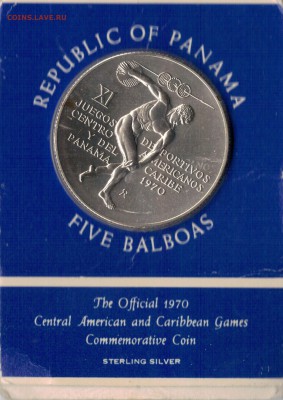 COINS.LAVE.RU
REPUBLIC OF PANAMA
XI
JUEGOS DEPORTIVOS
CENTRO AMERICANOS
Y DEL CARIBE
PANAMA 1970
FIVE BALBOAS
The Official 1970
Central American and Caribbean Games
Commemorative Coin
STERLING SILVER